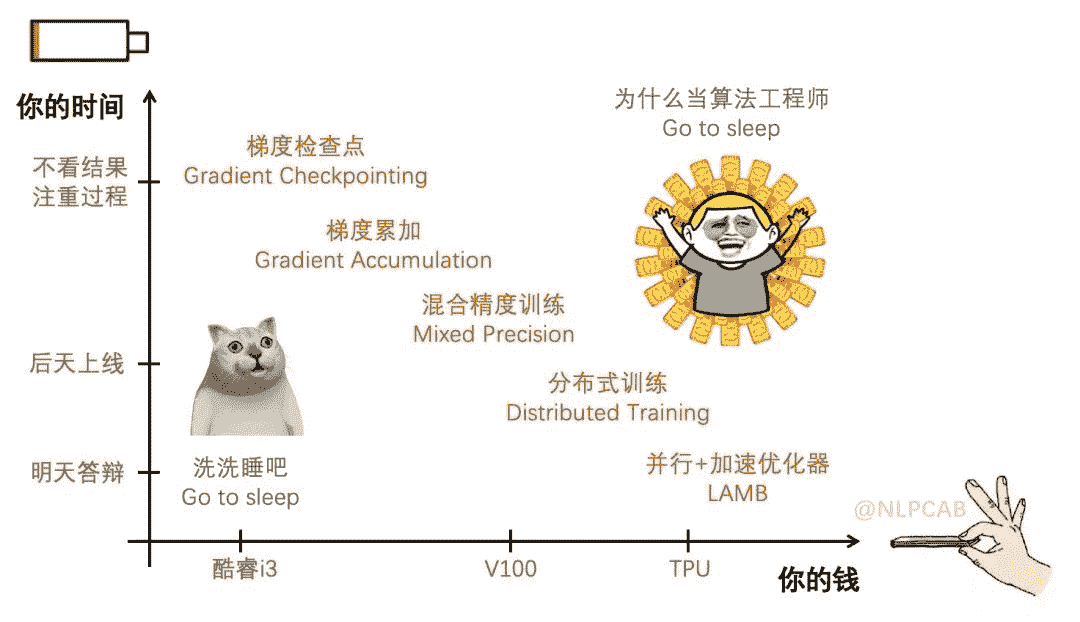 你的时间
为什么当算法工程师
Go to sleep
梯度检查点
Gradient Checkpointing
不看结果
注重过程
梯度累加
Gradient Accumulation
混合精度训练
Mixed Precision
后天上线
分布式训练
Distributed Training
明天答辩
洗洗睡吧
Go to sleep
并行+加速优化器
LAMB
@NLPCAB
酷睿i3
V100
TPU
你的钱